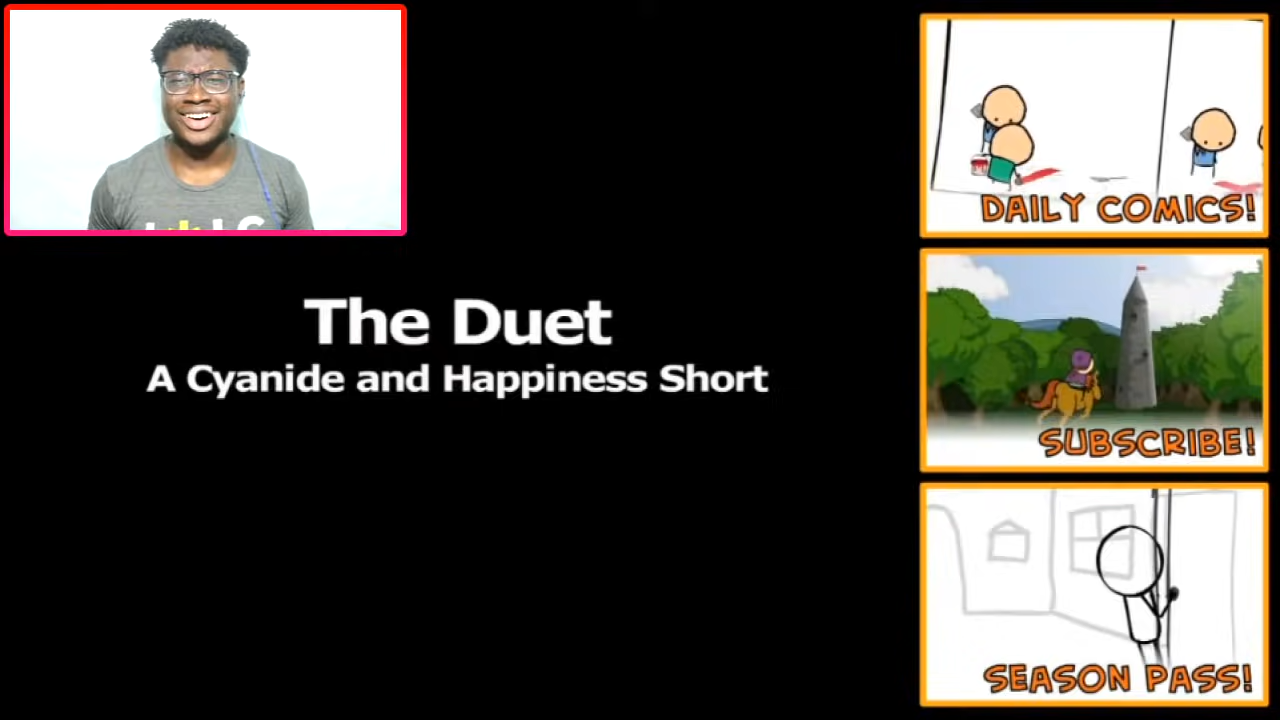 The Duet
A Cyanide and Happiness Short
DAILY COMICS!
SUBSCRIBE!
SEASON PASS!